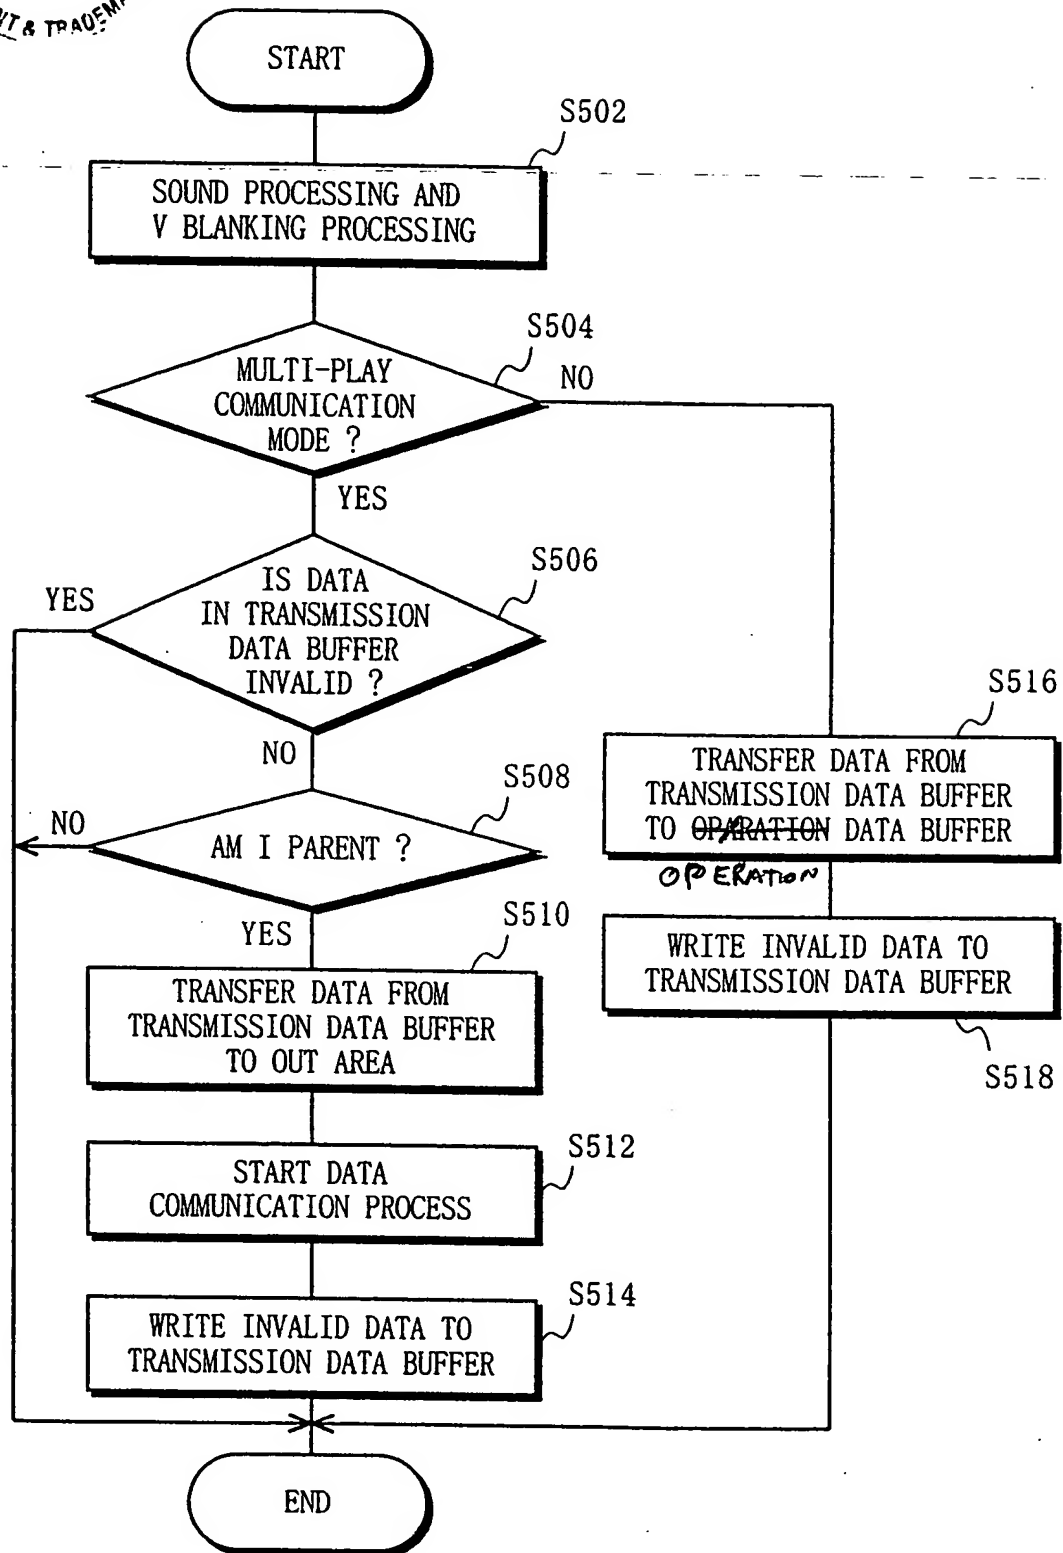 & TRADEM
START
S502
SOUND PROCESSING AND
V BLANKING PROCESSING
S504
MULTI-PLAY
COMMUNICATION
MODE ?
NO
YES
S506
IS DATA
IN TRANSMISSION
DATA BUFFER
INVALID ?
YES
NO
S508
AM I PARENT ?
NO
YES
S510
TRANSFER DATA FROM
TRANSMISSION DATA BUFFER
TO OUT AREA
S512
START DATA
COMMUNICATION PROCESS
S514
WRITE INVALID DATA TO
TRANSMISSION DATA BUFFER
S516
TRANSFER DATA FROM
TRANSMISSION DATA BUFFER
TO OPARATION DATA BUFFER
OPERATION
WRITE INVALID DATA TO
TRANSMISSION DATA BUFFER
S518
END